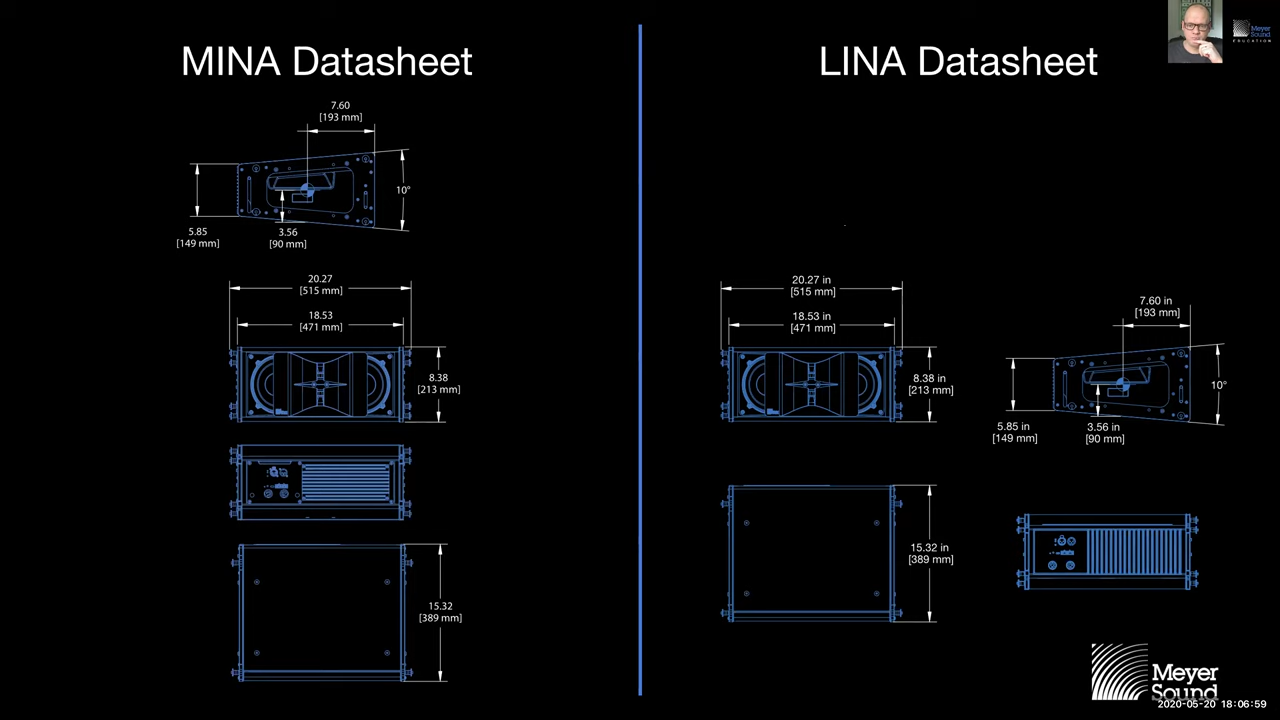 MINA Datasheet
7.60
[193 mm]
10°
5.85
[149 mm]
3.56
[90 mm]
20.27
[515 mm]
18.53
[471 mm]
8.38
[213 mm]
15.32
[389 mm]
LINA Datasheet
20.27 in
[515 mm]
18.53 in
[471 mm]
8.38 in
[213 mm]
7.60 in
[193 mm]
10°
5.85 in
[149 mm]
3.56 in
[90 mm]
15.32 in
[389 mm]
Meyer
Sound
EDUCATION
Meyer
Sound
2020-05-20 18:06:59